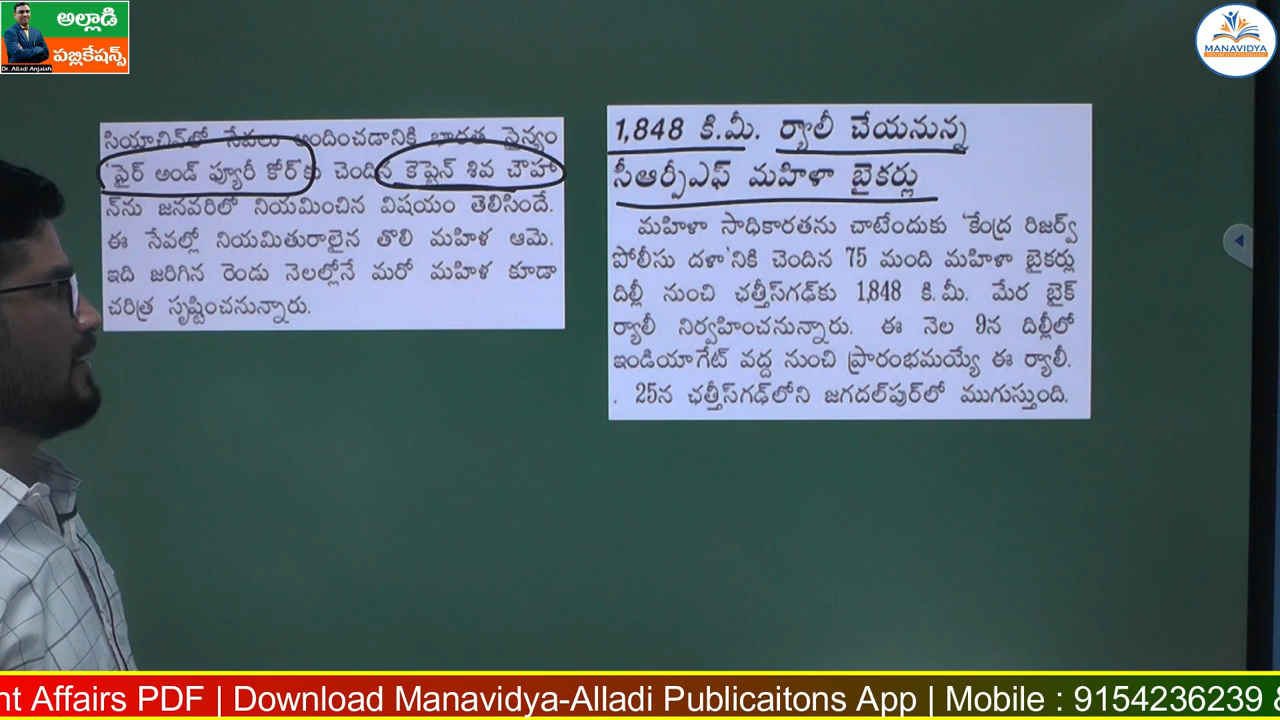 అల్లాడి
పబ్లికేషన్స్
Dr. Alladi Anjaiah
MANAVIDYA
సియాచిన్‌లో సేవలు అందించడానికి భారత సైన్యం
ఫైర్ అండ్ ఫ్యూరీ కోర్‌కు చెందిన కెప్టెన్ శివ చౌహా
న్‌ను జనవరిలో నియమించిన విషయం తెలిసిందే.
ఈ సేవల్లో నియమితురాలైన తొలి మహిళ ఆమె.
ఇది జరిగిన రెండు నెలల్లోనే మరో మహిళ కూడా
చరిత్ర సృష్టించనున్నారు.
1,848 కి.మీ. ర్యాలీ చేయనున్న
సీఆర్పీఎఫ్ మహిళా బైకర్లు
మహిళా సాధికారతను చాటేందుకు 'కేంద్ర రిజర్వ్
పోలీసు దళా'నికి చెందిన 75 మంది మహిళా బైకర్లు
దిల్లీ నుంచి ఛత్తీస్‌గఢ్‌కు 1,848 కి.మీ. మేర బైక్
ర్యాలీ నిర్వహించనున్నారు. ఈ నెల 9న దిల్లీలో
ఇండియాగేట్ వద్ద నుంచి ప్రారంభమయ్యే ఈ ర్యాలీ.
. 25న ఛత్తీస్‌గఢ్‌లోని జగదల్‌పుర్‌లో ముగుస్తుంది.
nt Affairs PDF | Download Manavidya-Alladi Publicaitons App | Mobile : 9154236239 &